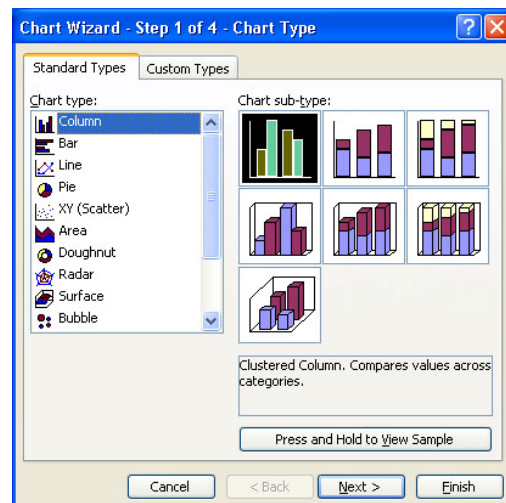 Chart Wizard - Step 1 of 4 - Chart Type
Standard Types
Custom Types
Chart type:
Column
Bar
Line
Pie
XY (Scatter)
Area
Doughnut
Radar
Surface
Bubble
Chart sub-type:
Clustered Column. Compares values across
categories.
Press and Hold to View Sample
Cancel
< Back
Next >
Finish